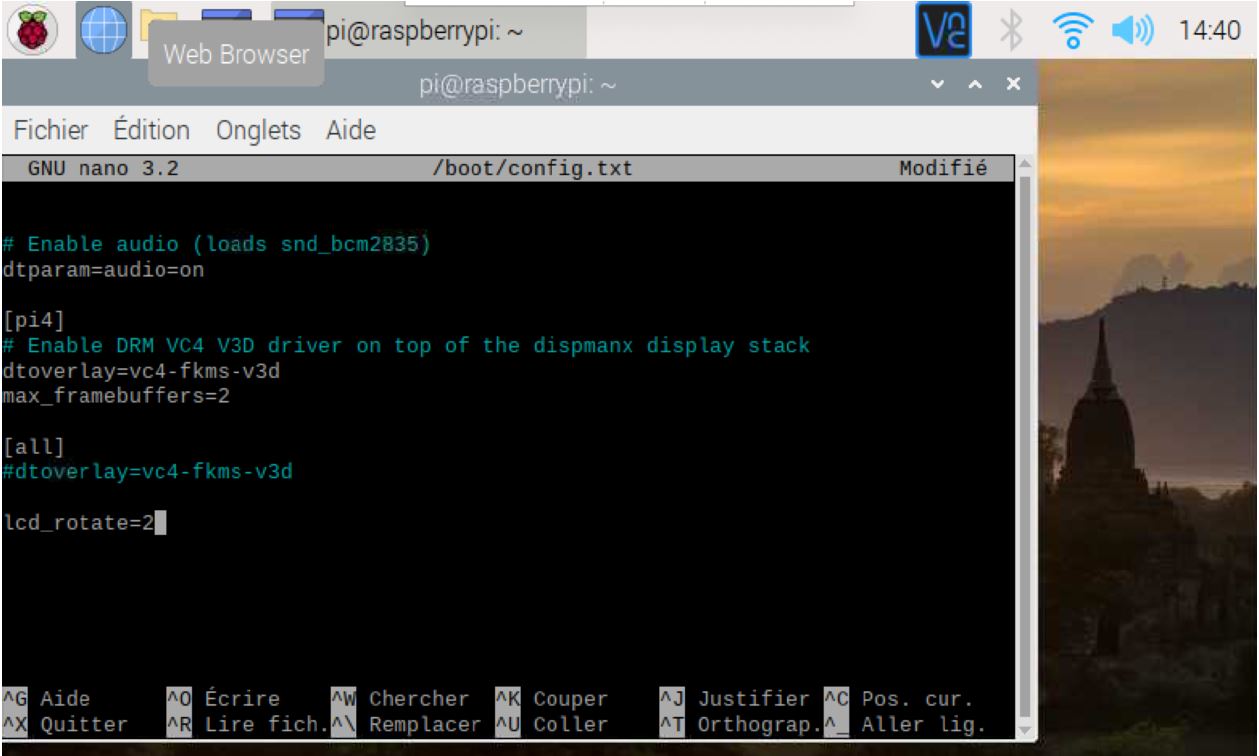 pi@raspberrypi: ~
VNC
14:40
Web Browser
pi@raspberrypi: ~
Fichier Édition Onglets Aide
GNU nano 3.2 /boot/config.txt Modifié
# Enable audio (loads snd_bcm2835)
dtparam=audio=on
[pi4]
# Enable DRM VC4 V3D driver on top of the dispmanx display stack
dtoverlay=vc4-fkms-v3d
max_framebuffers=2
[all]
#dtoverlay=vc4-fkms-v3d
lcd_rotate=2
^G Aide ^O Écrire ^W Chercher ^K Couper ^J Justifier ^C Pos. cur.
^X Quitter ^R Lire fich. ^\ Remplacer ^U Coller ^T Orthograp. ^_ Aller lig.